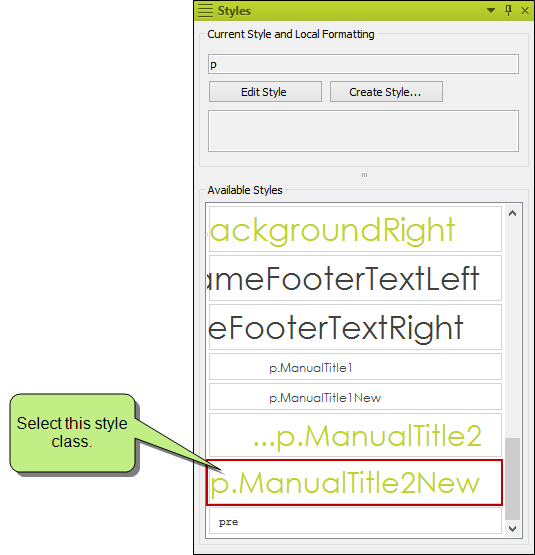 Styles
Current Style and Local Formatting
p
Edit Style
Create Style...
Available Styles
ackgroundRight
ameFooterTextLeft
eFooterTextRight
p.ManualTitle1
p.ManualTitle1New
...p.ManualTitle2
p.ManualTitle2New
pre
Select this style
class.